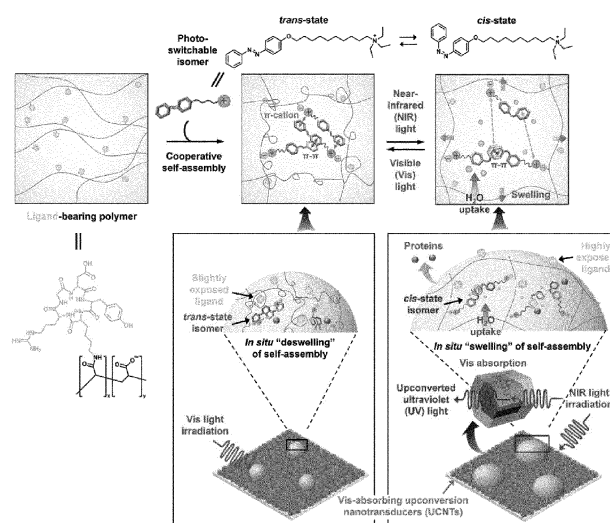 trans-state
cis-state
Photo-
switchable
isomer
π-cation
π-π
Cooperative
self-assembly
Near-
infrared
(NIR)
light
Visible
(Vis)
light
π-π
H₂O
uptake
Swelling
Ligand-bearing polymer
Slightly
exposed
ligand
trans-state
isomer
In situ "deswelling"
of self-assembly
Vis light
irradiation
Proteins
Highly
exposed
ligand
cis-state
isomer
H₂O
uptake
In situ "swelling" of self-assembly
Vis absorption
Upconverted
ultraviolet
(UV) light
NIR light
irradiation
Vis-absorbing upconversion
nanotransducers (UCNTs)